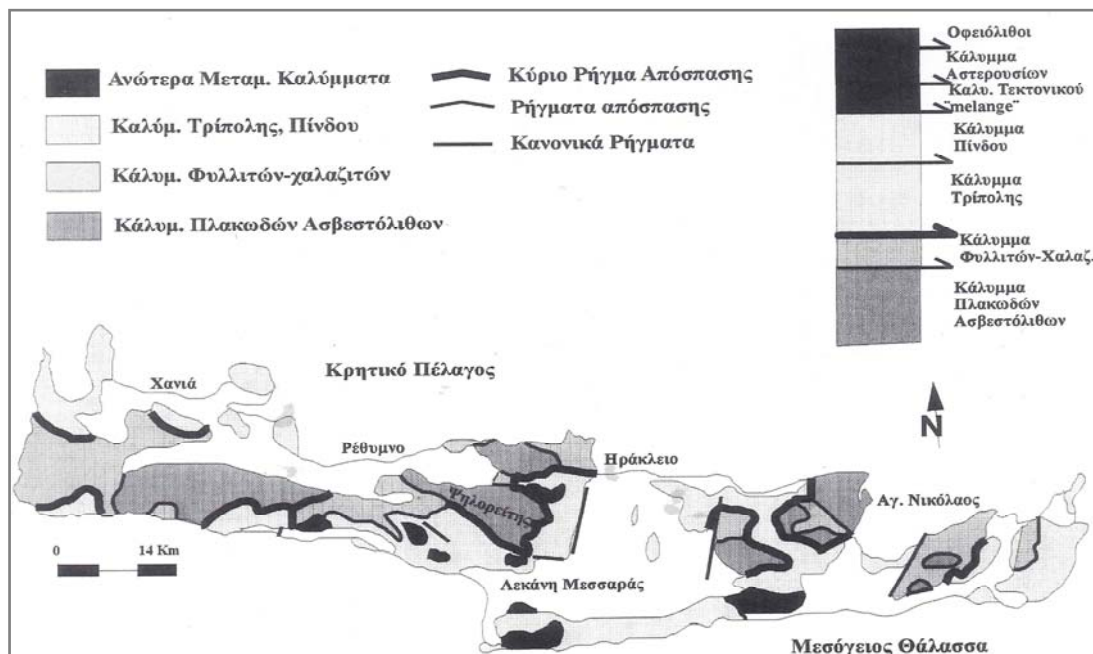 Ανώτερα Μεταμ. Καλύμματα
Καλύμ. Τρίπολης, Πίνδου
Κάλυμ. Φυλλιτών-χαλαζιτών
Κάλυμ. Πλακωδών Ασβεστόλιθων
Κύριο Ρήγμα Απόσπασης
Ρήγματα απόσπασης
Κανονικά Ρήγματα
Οφειόλιθοι
Κάλυμμα
Αστερουσίων
Καλυ. Τεκτονικού
¨melange¨
Κάλυμμα
Πίνδου
Κάλυμμα
Τρίπολης
Κάλυμμα
Φυλλιτών-Χαλαζ.
Κάλυμμα
Πλακωδών
Ασβεστόλιθων
Κρητικό Πέλαγος
Χανιά
N
Ρέθυμνο
Ηράκλειο
Ψηλορείτης
Αγ. Νικόλαος
0 14 Km
Λεκάνη Μεσσαράς
Μεσόγειος Θάλασσα